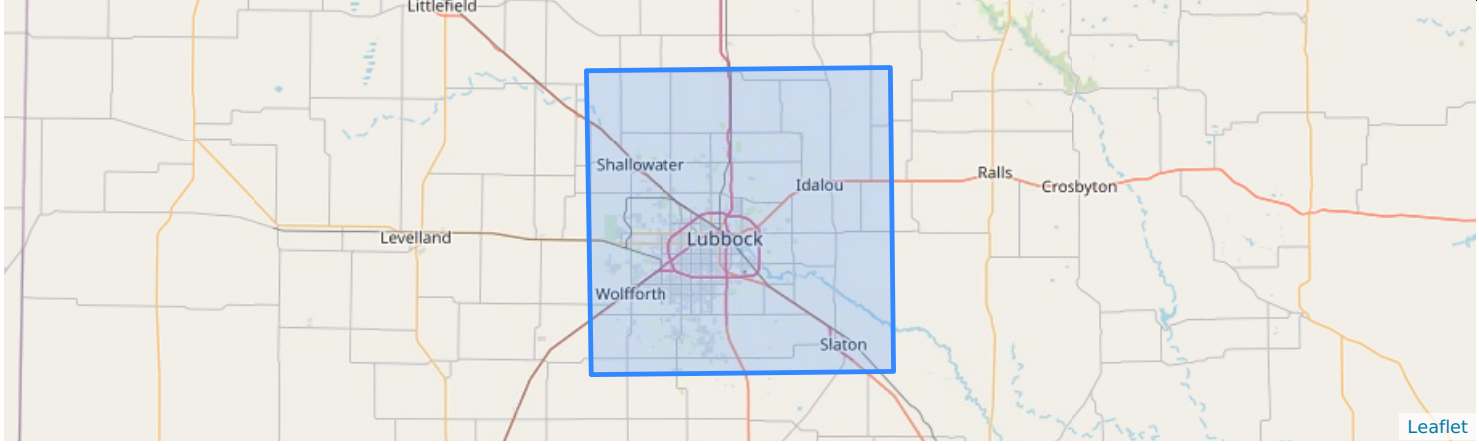 Littlefield
Shallowater
Idalou
Ralls
Crosbyton
Levelland
Lubbock
Wolfforth
Slaton
Leaflet